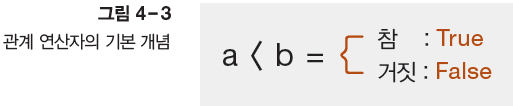 그림 4-3
관계 연산자의 기본 개념
a < b = { 참 : True
거짓 : False